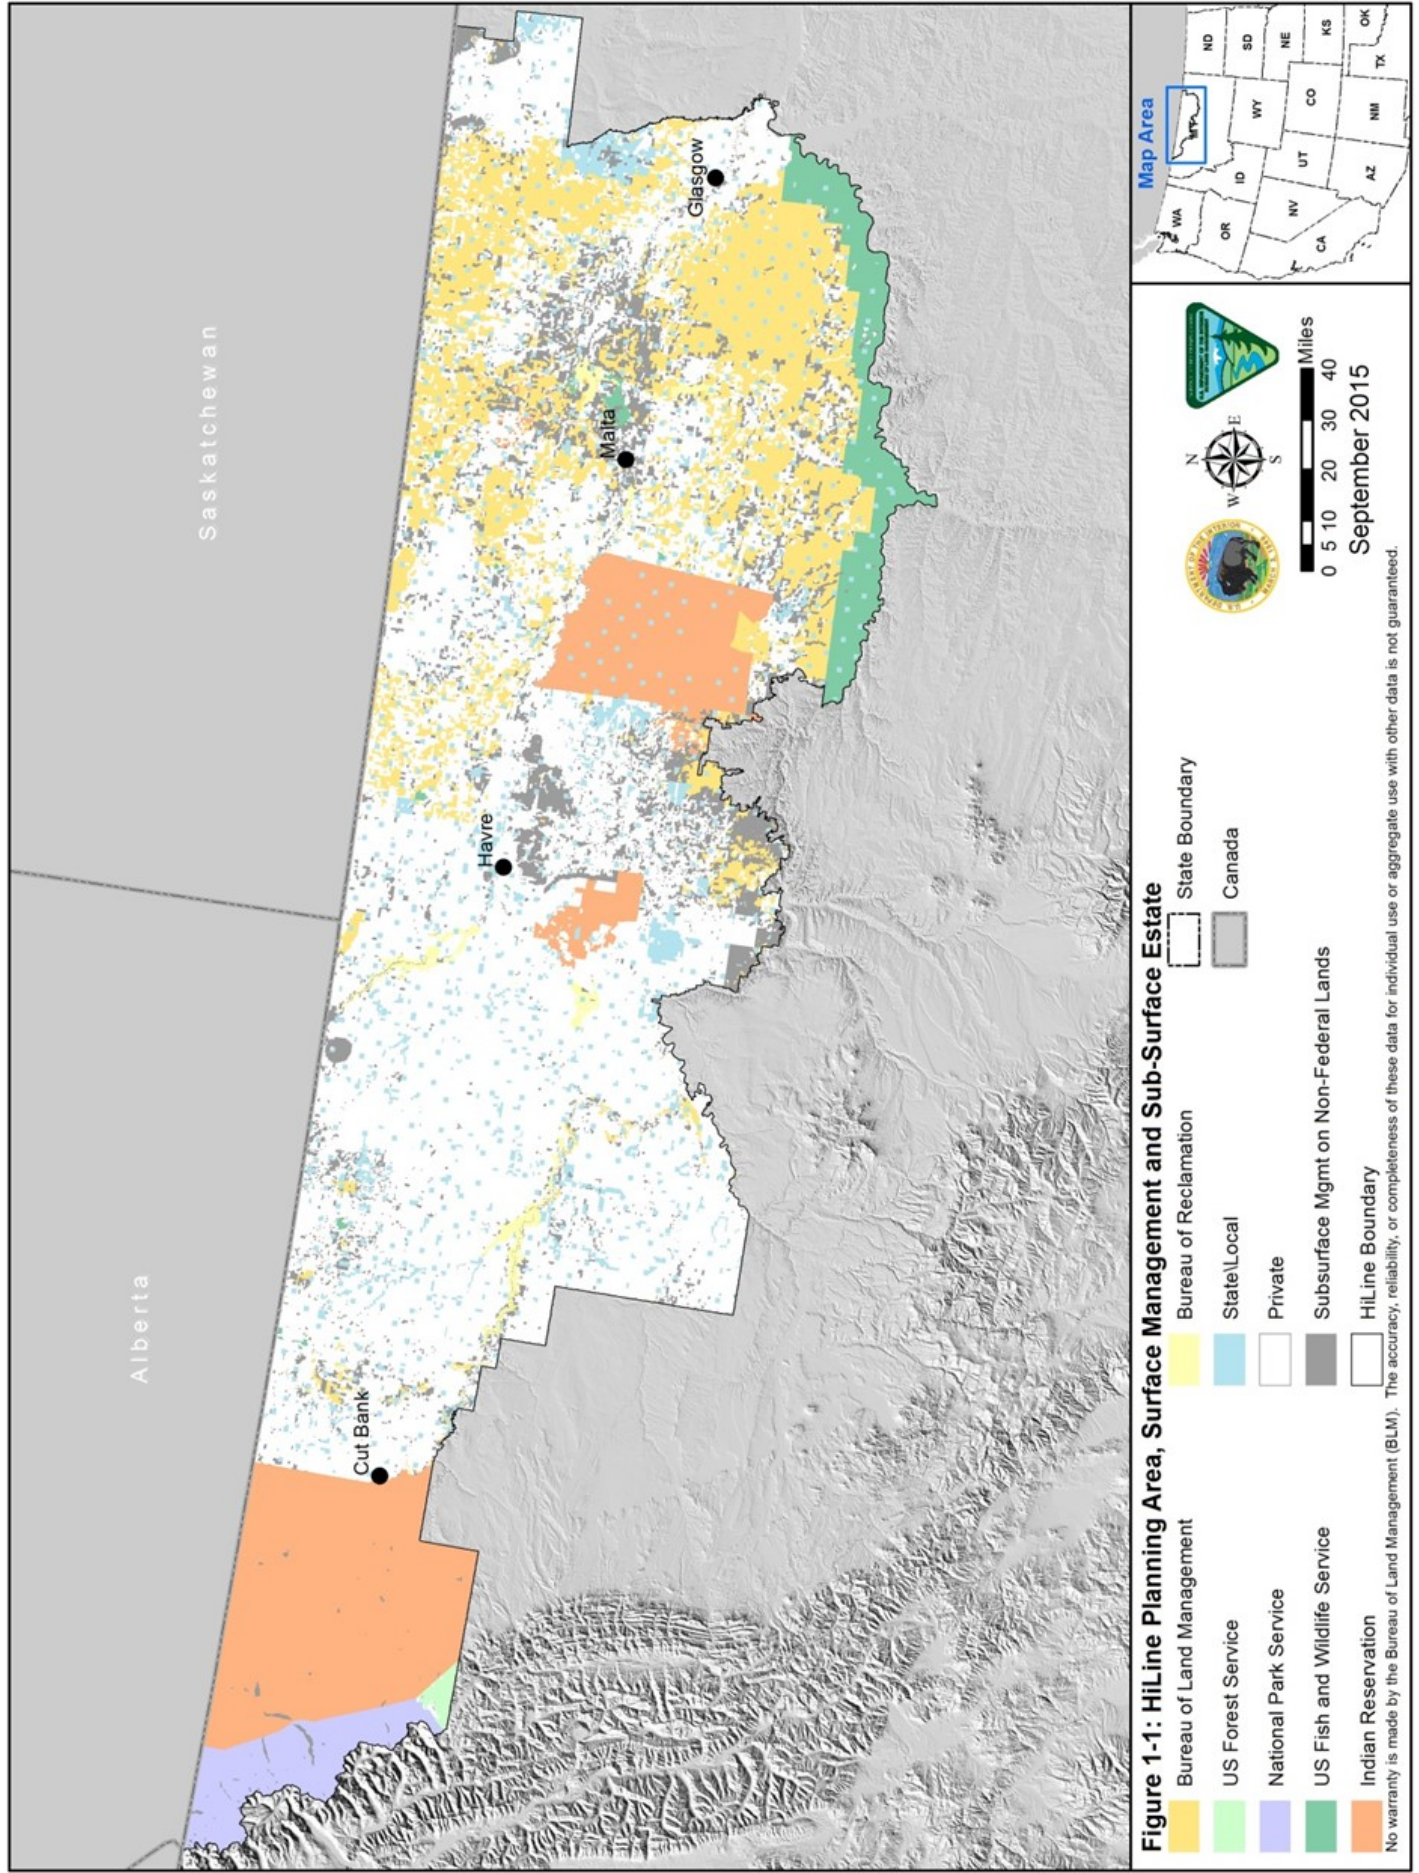 Alberta
Saskatchewan
Cut Bank
Havre
Malta
Glasgow
Figure 1-1: HiLine Planning Area, Surface Management and Sub-Surface Estate
Bureau of Land Management
US Forest Service
National Park Service
US Fish and Wildlife Service
Indian Reservation
Bureau of Reclamation
State\Local
Private
Subsurface Mgmt on Non-Federal Lands
HiLine Boundary
State Boundary
Canada
N
W E
S
0 5 10 20 30 40 Miles
September 2015
No warranty is made by the Bureau of Land Management (BLM). The accuracy, reliability, or completeness of these data for individual use or aggregate use with other data is not guaranteed.
Map Area
WA
MT
ND
OR
ID
WY
SD
NE
NV
UT
CO
KS
CA
AZ
NM
OK
TX